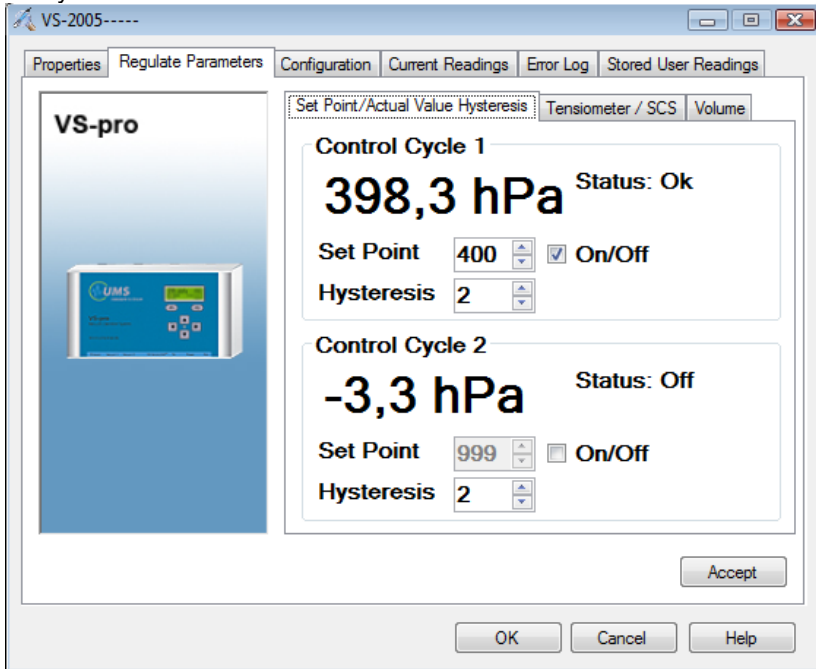 VS-2005-----
Properties Regulate Parameters Configuration Current Readings Error Log Stored User Readings
VS-pro
UMS
Set Point/Actual Value Hysteresis Tensiometer / SCS Volume
Control Cycle 1
398,3 hPa Status: Ok
Set Point 400 On/Off
Hysteresis 2
Control Cycle 2
-3,3 hPa Status: Off
Set Point 999 On/Off
Hysteresis 2
Accept
OK Cancel Help